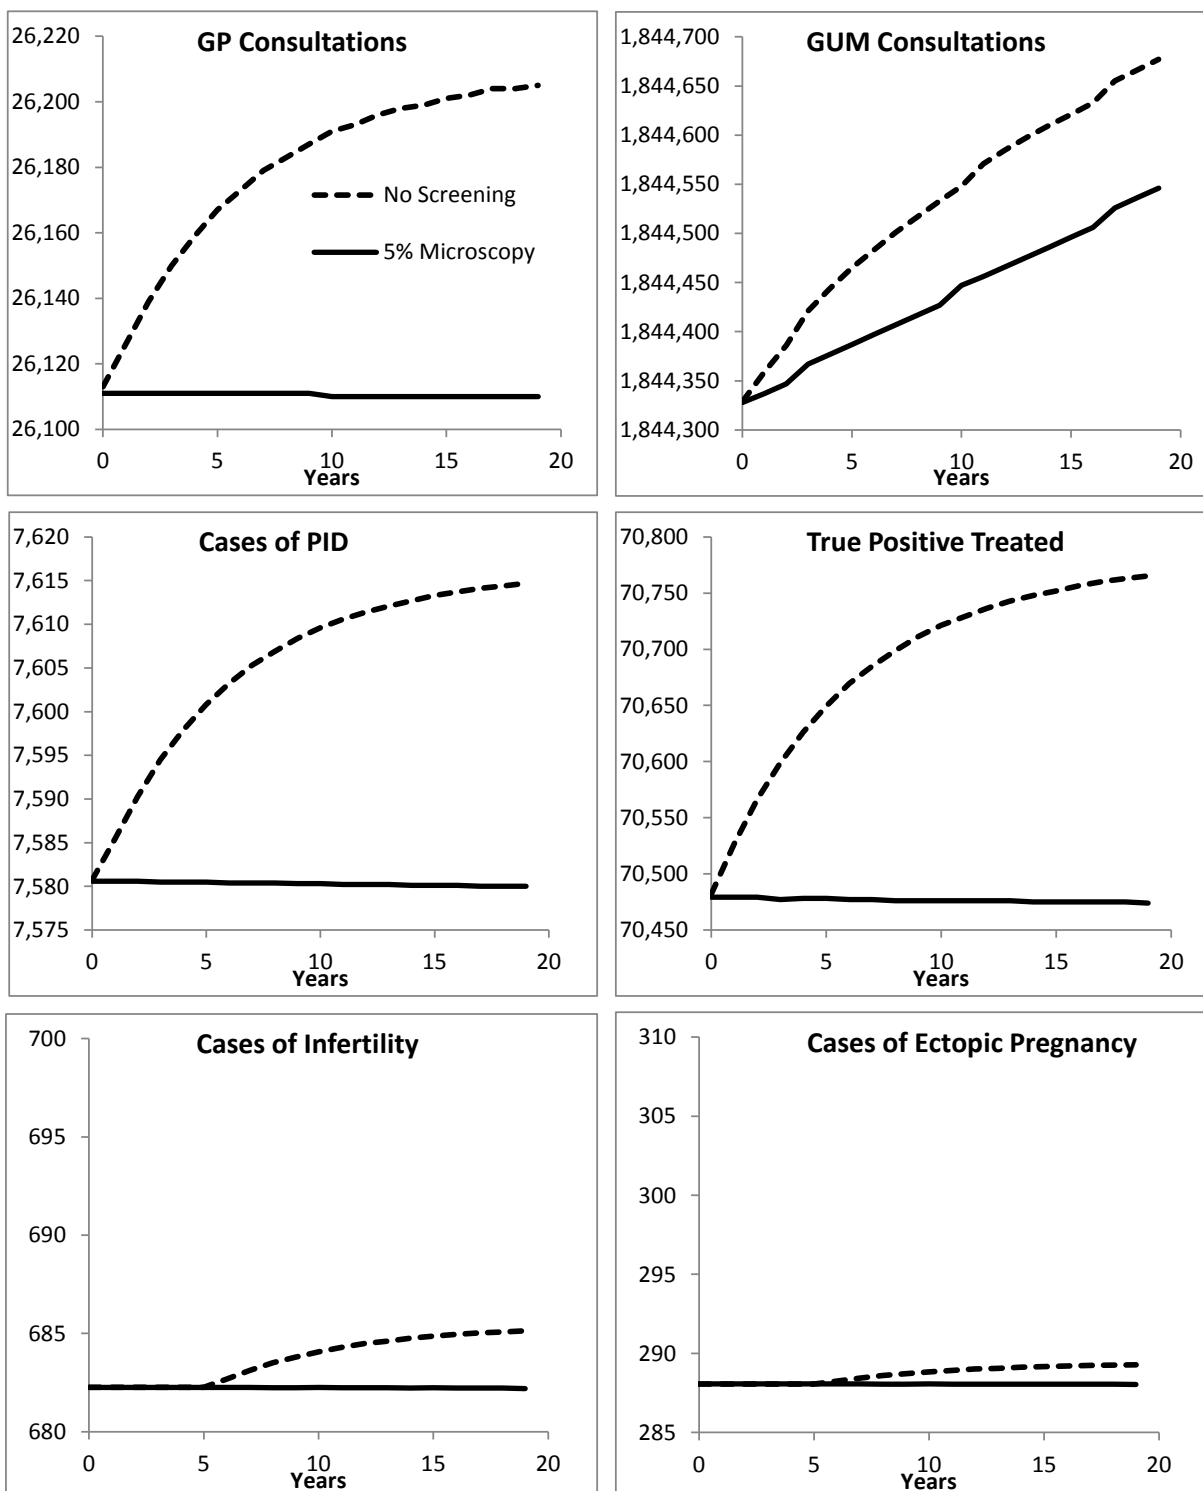 GP Consultations
26,220
26,200
26,180
26,160
26,140
26,120
26,100
No Screening
5% Microscopy
0 5 10 15 20
Years
GUM Consultations
1,844,700
1,844,650
1,844,600
1,844,550
1,844,500
1,844,450
1,844,400
1,844,350
1,844,300
0 5 10 15 20
Years
Cases of PID
7,620
7,615
7,610
7,605
7,600
7,595
7,590
7,585
7,580
7,575
0 5 10 15 20
Years
True Positive Treated
70,800
70,750
70,700
70,650
70,600
70,550
70,500
70,450
0 5 10 15 20
Years
Cases of Infertility
700
695
690
685
680
0 5 10 15 20
Years
Cases of Ectopic Pregnancy
310
305
300
295
290
285
0 5 10 15 20
Years